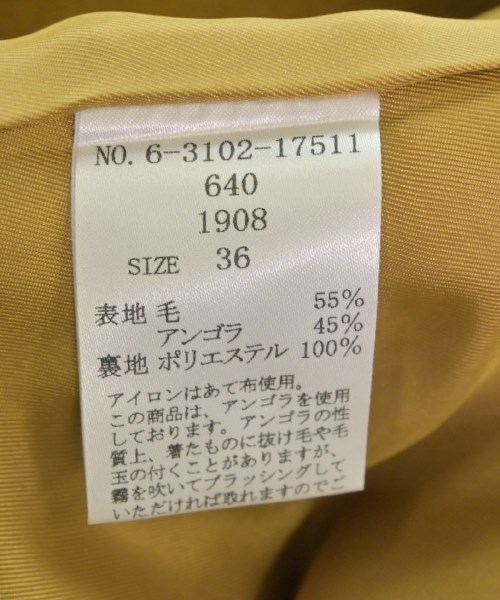 NO. 6-3102-17511
640
1908
SIZE 36
表地 毛 55%
アンゴラ 45%
裏地 ポリエステル 100%
アイロンはあて布使用。
この商品は、アンゴラを使用
しております。アンゴラの性
質上、着たものに抜け毛や毛
玉の付くことがありますが、
霧を吹いてブラッシングして
いただければ取れますのでご